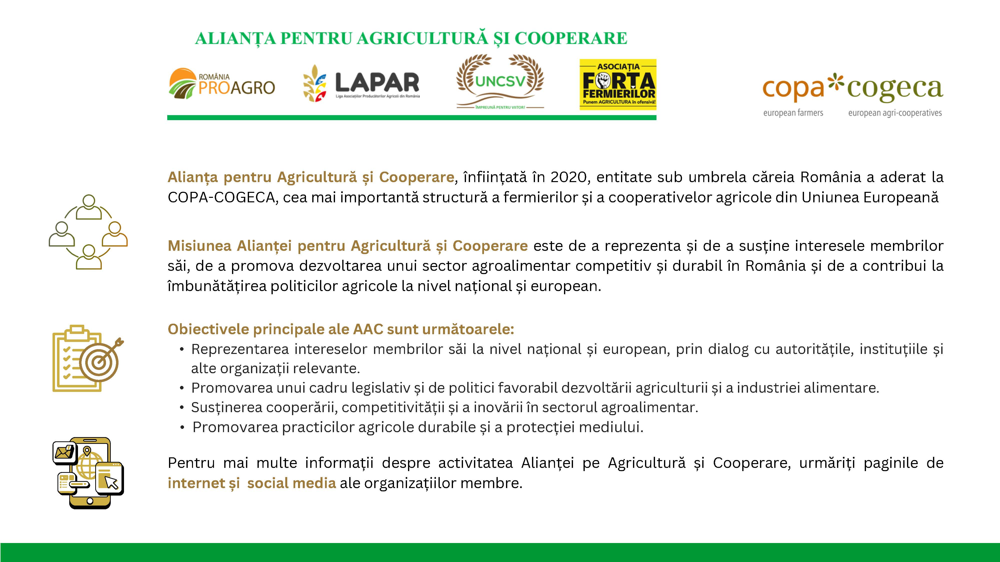 ALIANȚA PENTRU AGRICULTURĂ ȘI COOPERARE
ROMÂNIA
PROAGRO
LAPAR
Liga Asociațiilor Producătorilor Agricoli din România
UNCSV
ÎMPREUNĂ PENTRU VIITOR!
ASOCIAȚIA
FORȚA
FERMIERILOR
Punem AGRICULTURA în ofensivă!
copa*cogeca
european farmers european agri-cooperatives
Alianța pentru Agricultură și Cooperare, înființată în 2020, entitate sub umbrela căreia România a aderat la
COPA-COGECA, cea mai importantă structură a fermierilor și a cooperativelor agricole din Uniunea Europeană
Misiunea Alianței pentru Agricultură și Cooperare este de a reprezenta și de a susține interesele membrilor
săi, de a promova dezvoltarea unui sector agroalimentar competitiv și durabil în România și de a contribui la
îmbunătățirea politicilor agricole la nivel național și european.
Obiectivele principale ale AAC sunt următoarele:
• Reprezentarea intereselor membrilor săi la nivel național și european, prin dialog cu autoritățile, instituțiile și
alte organizații relevante.
• Promovarea unui cadru legislativ și de politici favorabil dezvoltării agriculturii și a industriei alimentare.
• Susținerea cooperării, competitivității și a inovării în sectorul agroalimentar.
• Promovarea practicilor agricole durabile și a protecției mediului.
Pentru mai multe informații despre activitatea Alianței pe Agricultură și Cooperare, urmăriți paginile de
internet și social media ale organizațiilor membre.